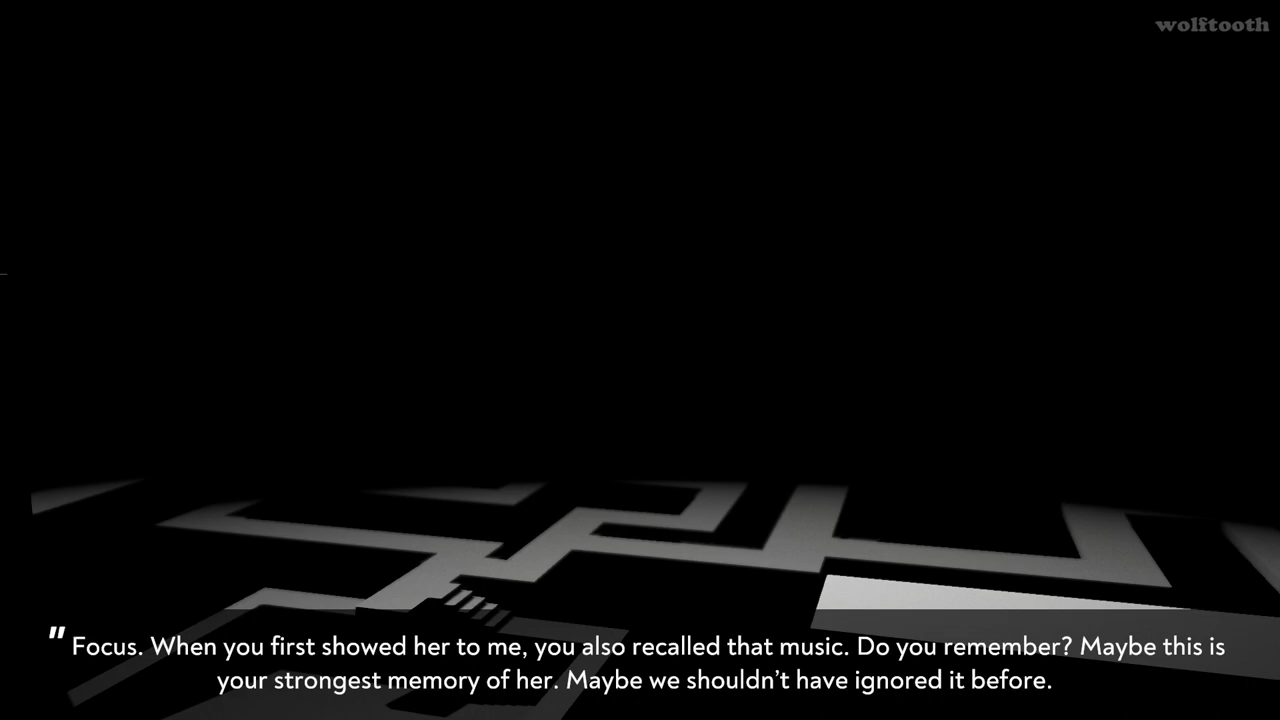 wolftooth
" Focus. When you first showed her to me, you also recalled that music. Do you remember? Maybe this is
your strongest memory of her. Maybe we shouldn't have ignored it before.